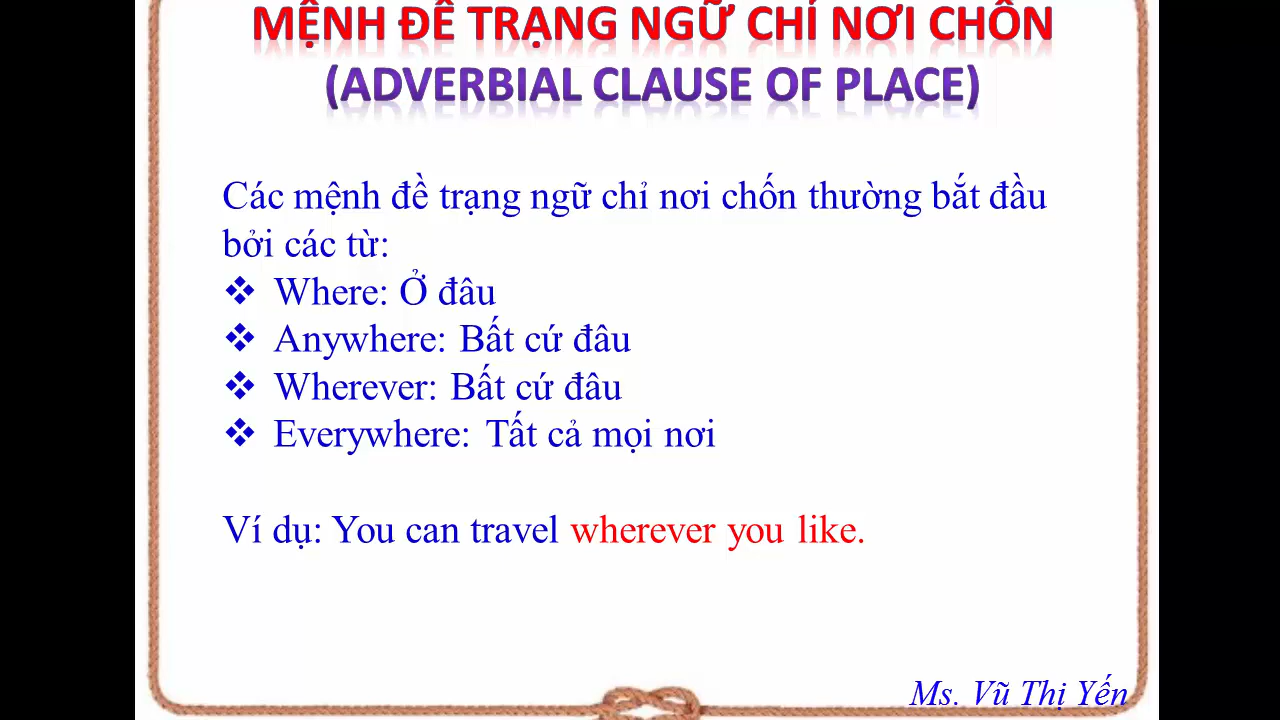 MỆNH ĐỀ TRẠNG NGỮ CHỈ NƠI CHỐN
(ADVERBIAL CLAUSE OF PLACE)
Các mệnh đề trạng ngữ chỉ nơi chốn thường bắt đầu
bởi các từ:
❖ Where: Ở đâu
❖ Anywhere: Bất cứ đâu
❖ Wherever: Bất cứ đâu
❖ Everywhere: Tất cả mọi nơi
Ví dụ: You can travel wherever you like.
Ms. Vũ Thị Yến